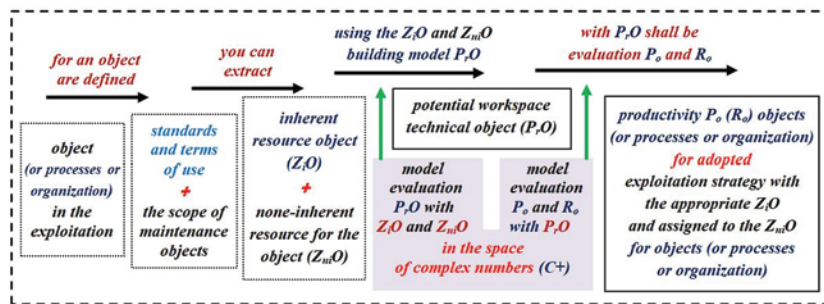 for an object
are defined
you can
extract
using the ZᵢO and ZₙᵢO
building model PᵣO
with PᵣO shall be
evaluation Pₒ and Rₒ
object
(or processes or
organization)
in the
exploitation
standards
and terms
of use
+
the scope of
maintenance
objects
inherent
resource object
(ZᵢO)
+
none-inherent
resource for the
object (ZₙᵢO)
potential workspace
technical object (PᵣO)
model
evaluation
PᵣO with
ZᵢO and ZₙᵢO
model
evaluation
Pₒ and Rₒ
with PᵣO
in the space
of complex numbers (C+)
productivity Pₒ (Rₒ) objects
(or processes or organization)
for adopted
exploitation strategy with
the appropriate ZᵢO
and assigned to the ZₙᵢO
for objects (or processes
or organization)